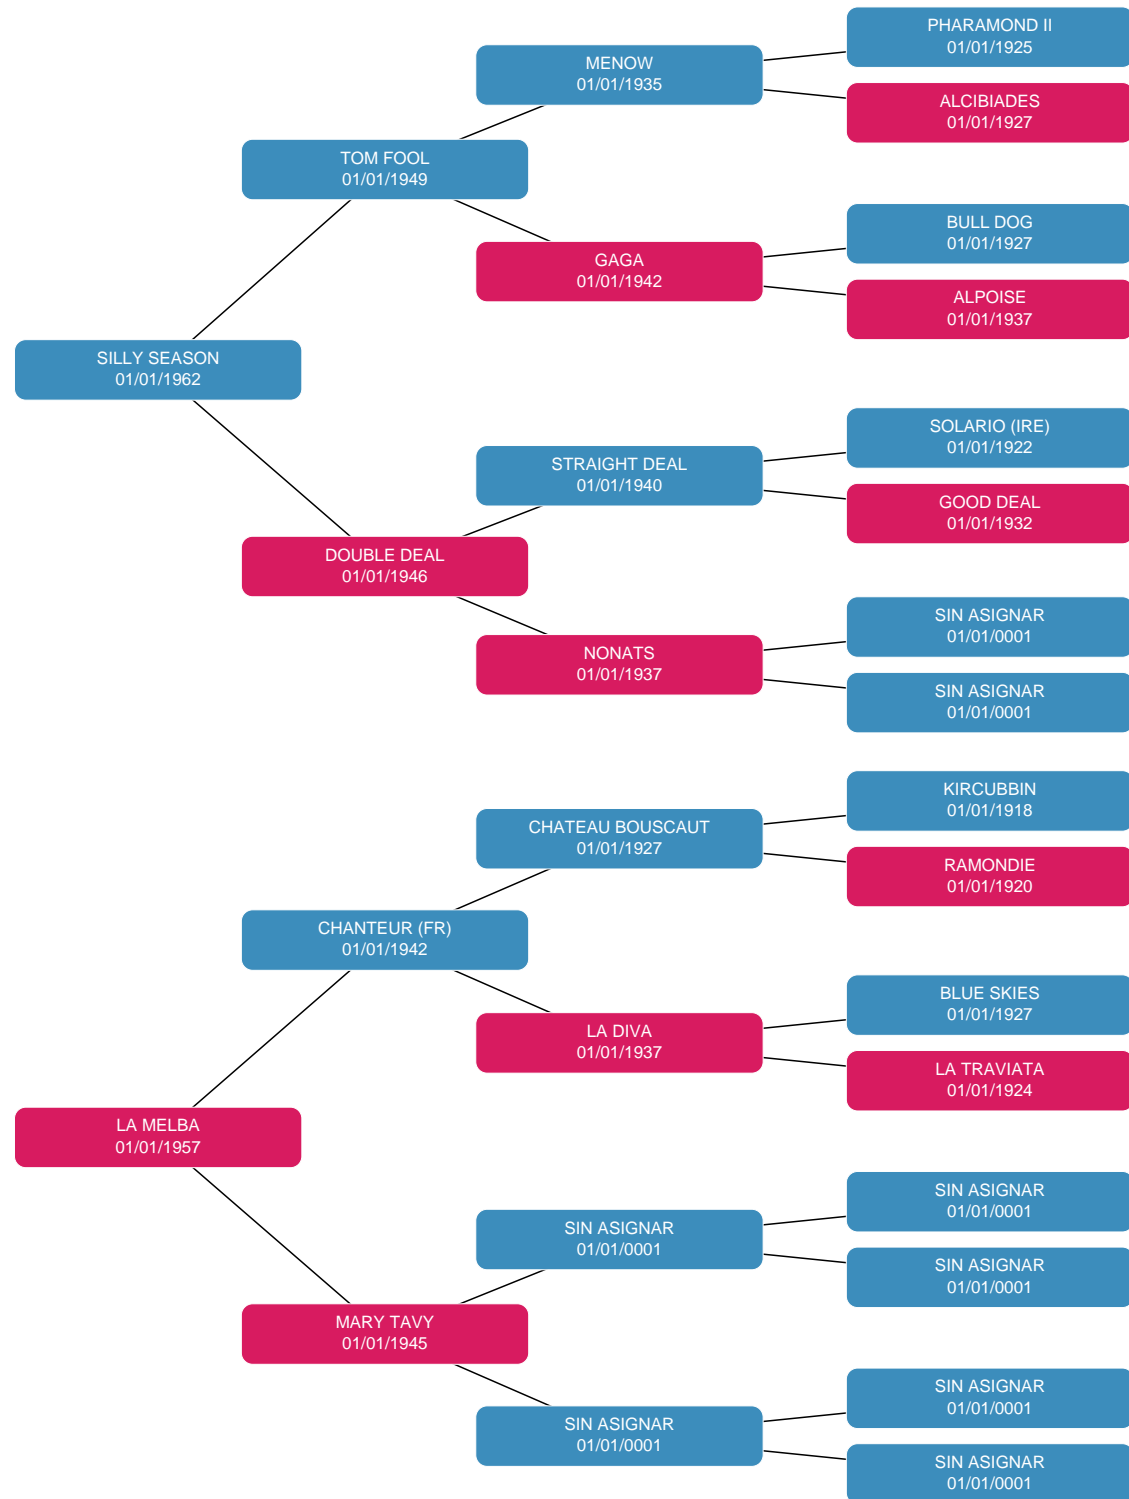 PHARAMOND II
01/01/1925
MENOW
01/01/1935
ALCIBIADES
01/01/1927
TOM FOOL
01/01/1949
BULL DOG
01/01/1927
GAGA
01/01/1942
ALPOISE
01/01/1937
SILLY SEASON
01/01/1962
SOLARIO (IRE)
01/01/1922
STRAIGHT DEAL
01/01/1940
GOOD DEAL
01/01/1932
DOUBLE DEAL
01/01/1946
SIN ASIGNAR
01/01/0001
NONATS
01/01/1937
SIN ASIGNAR
01/01/0001
KIRCUBBIN
01/01/1918
CHATEAU BOUSCAUT
01/01/1927
RAMONDIE
01/01/1920
CHANTEUR (FR)
01/01/1942
BLUE SKIES
01/01/1927
LA DIVA
01/01/1937
LA TRAVIATA
01/01/1924
LA MELBA
01/01/1957
SIN ASIGNAR
01/01/0001
SIN ASIGNAR
01/01/0001
SIN ASIGNAR
01/01/0001
MARY TAVY
01/01/1945
SIN ASIGNAR
01/01/0001
SIN ASIGNAR
01/01/0001
SIN ASIGNAR
01/01/0001